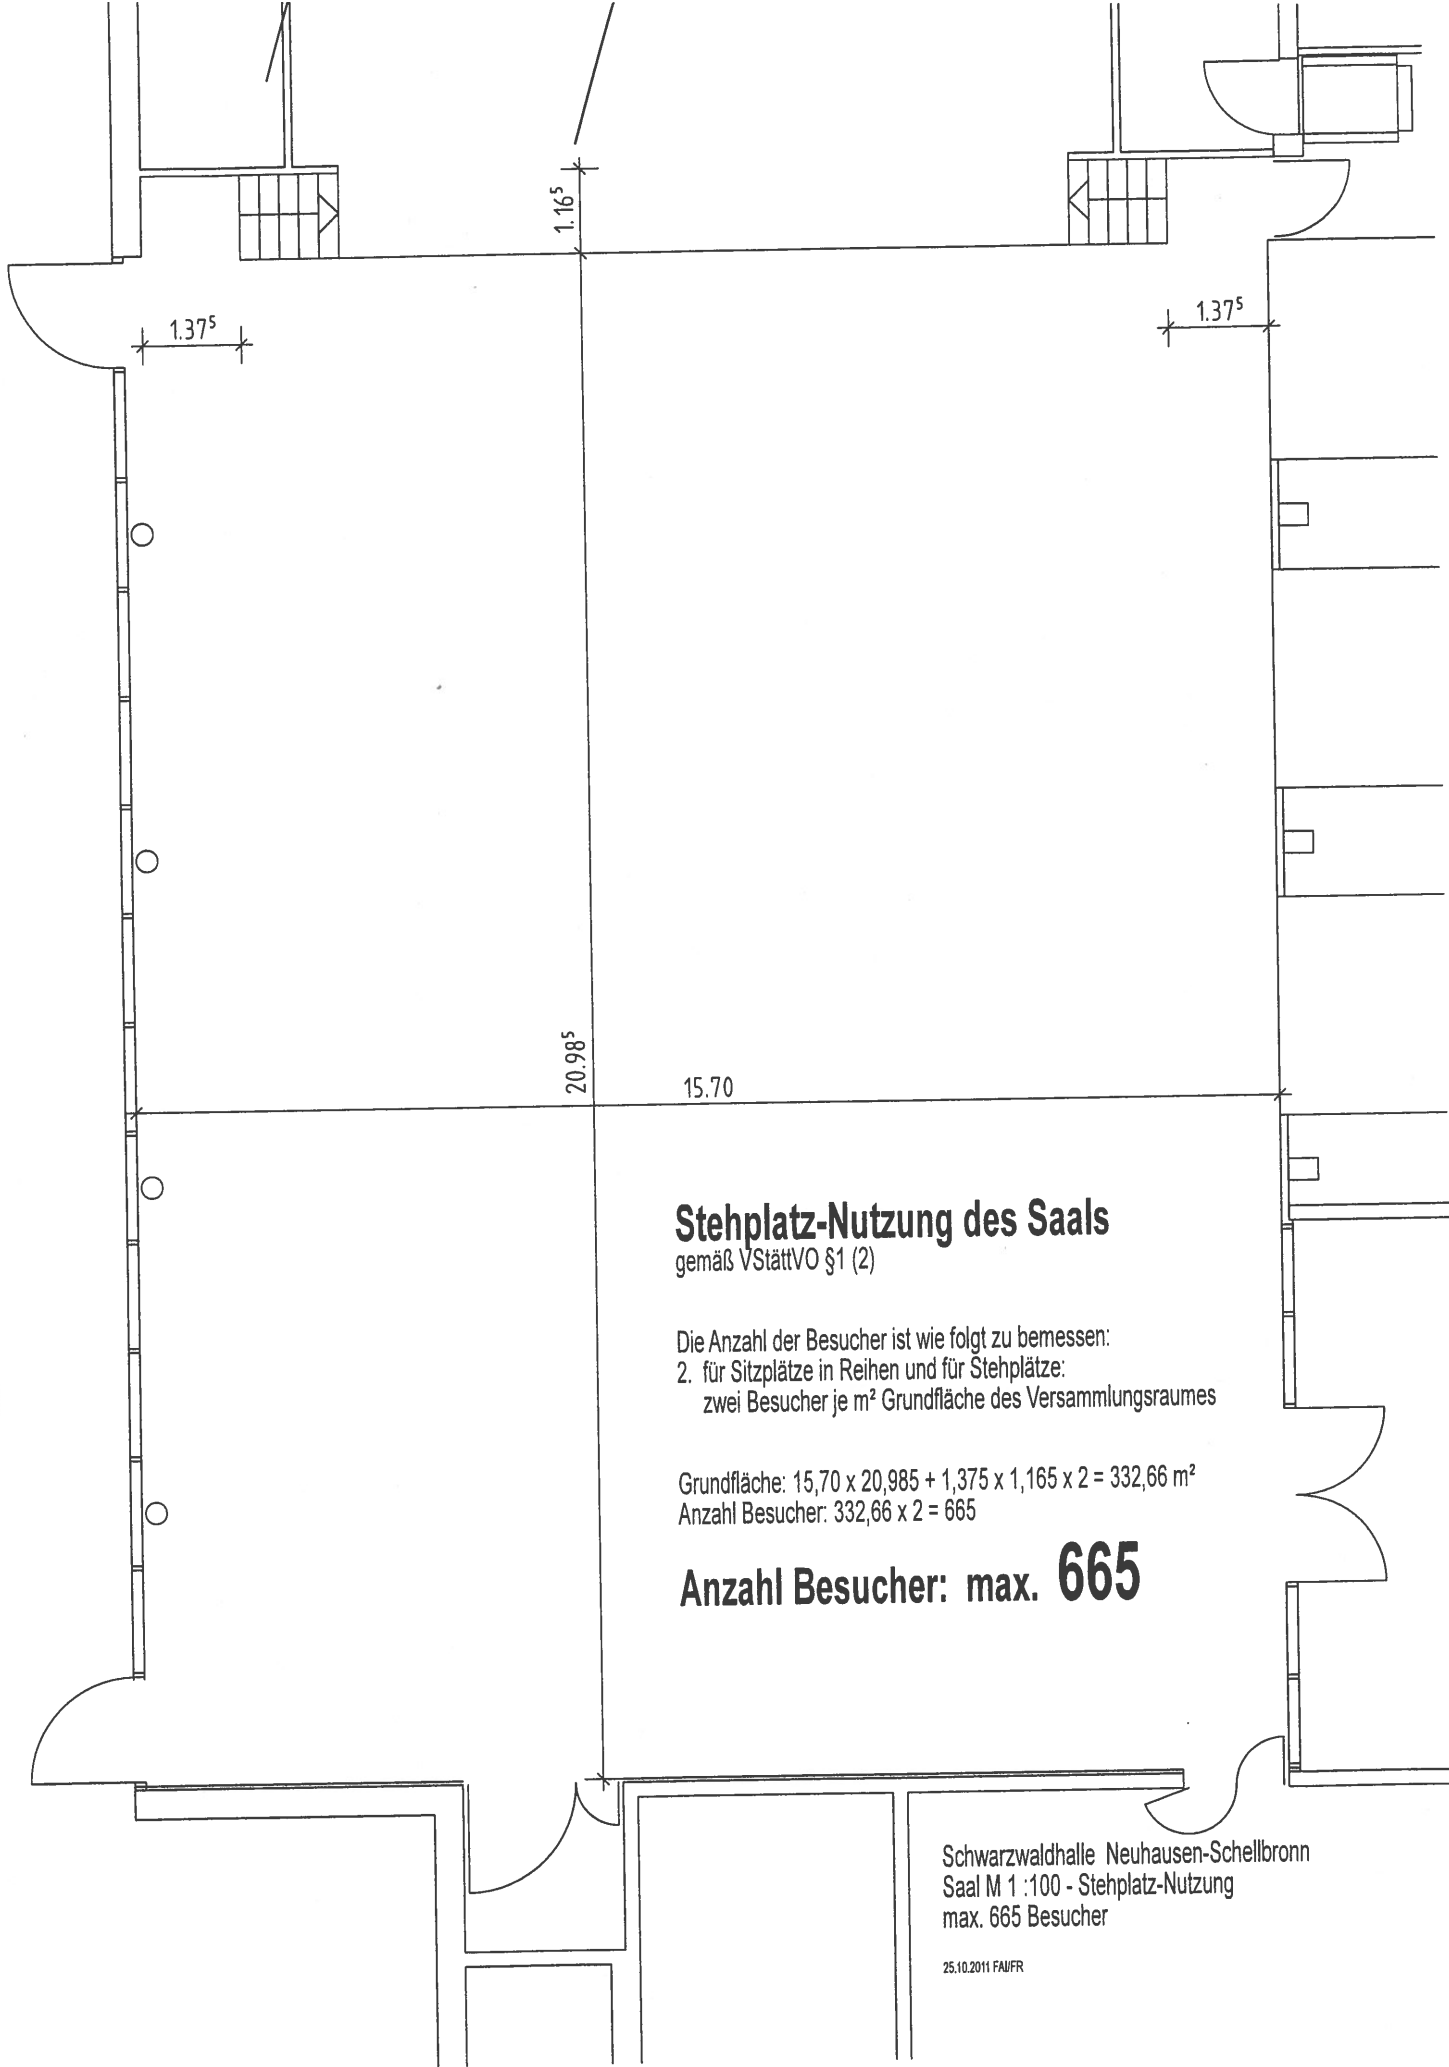 1.16⁵
1.37⁵
1.37⁵
20.98⁵
15.70
Stehplatz-Nutzung des Saals
gemäß VStättVO §1 (2)
Die Anzahl der Besucher ist wie folgt zu bemessen:
2. für Sitzplätze in Reihen und für Stehplätze:
zwei Besucher je m² Grundfläche des Versammlungsraumes
Grundfläche: 15,70 x 20,985 + 1,375 x 1,165 x 2 = 332,66 m²
Anzahl Besucher: 332,66 x 2 = 665
Anzahl Besucher: max. 665
Schwarzwaldhalle Neuhausen-Schellbronn
Saal M 1 :100 - Stehplatz-Nutzung
max. 665 Besucher
25.10.2011